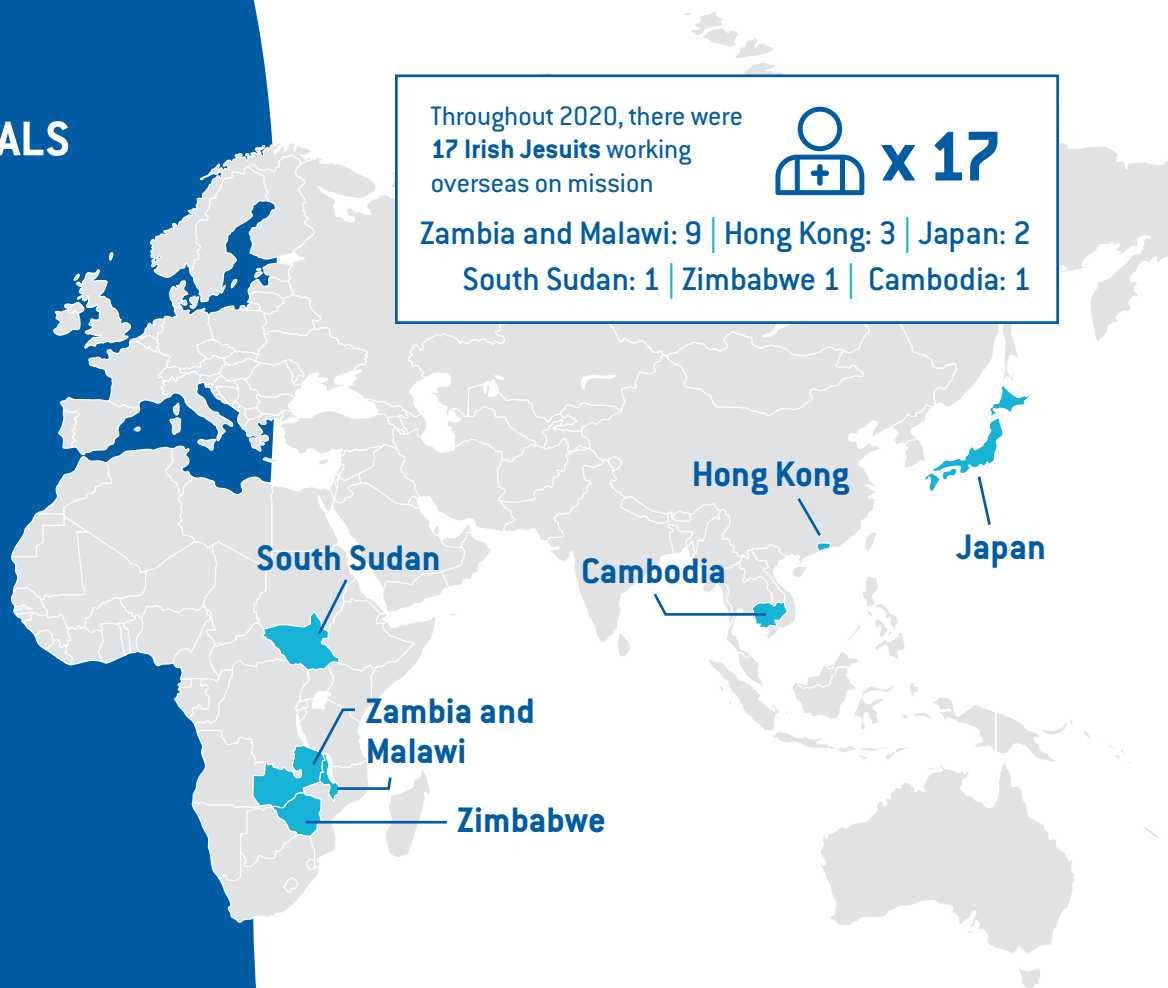 ALS
Throughout 2020, there were
17 Irish Jesuits working
overseas on mission
x 17
Zambia and Malawi: 9 | Hong Kong: 3 | Japan: 2
South Sudan: 1 | Zimbabwe 1 | Cambodia: 1
Hong Kong
Japan
South Sudan
Cambodia
Zambia and
Malawi
Zimbabwe